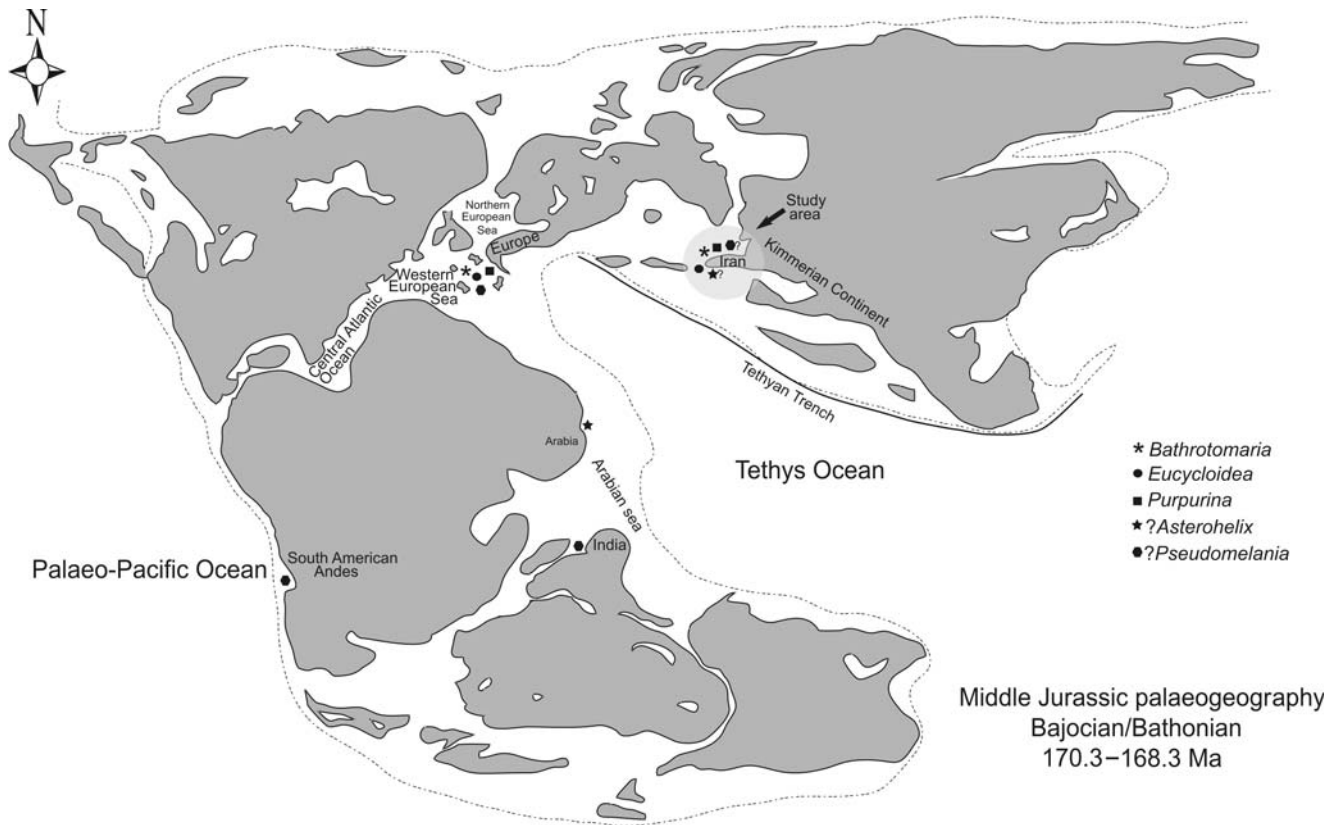 N
Northern
European
Sea
Europe
Western
European
Sea
Central Atlantic
Ocean
Study
area
?
Iran
?
Kimmerian Continent
Tethyan Trench
Arabia
Arabian sea
Tethys Ocean
India
South American
Andes
Palaeo-Pacific Ocean
Bathrotomaria
Eucycloidea
Purpurina
?Asterohelix
?Pseudomelania
Middle Jurassic palaeogeography
Bajocian/Bathonian
170.3–168.3 Ma